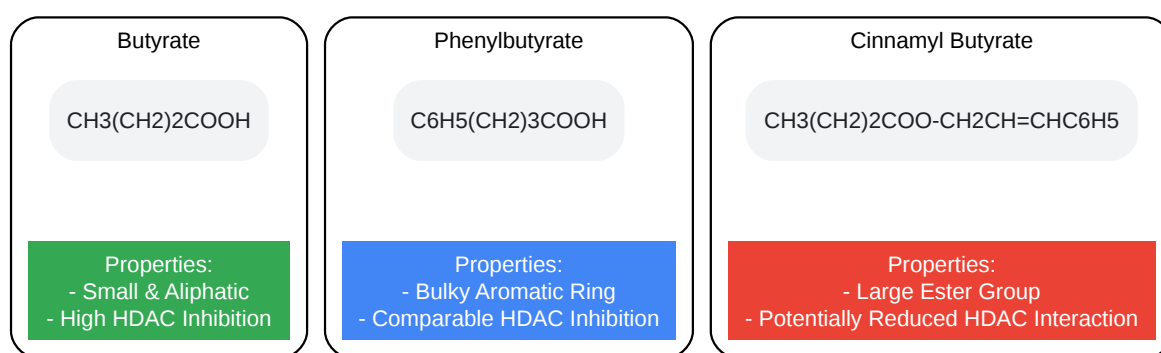 Butyrate
CH3(CH2)2COOH
Properties:
- Small & Aliphatic
- High HDAC Inhibition
Phenylbutyrate
C6H5(CH2)3COOH
Properties:
- Bulky Aromatic Ring
- Comparable HDAC Inhibition
Cinnamyl Butyrate
CH3(CH2)2COO-CH2CH=CHC6H5
Properties:
- Large Ester Group
- Potentially Reduced HDAC Interaction